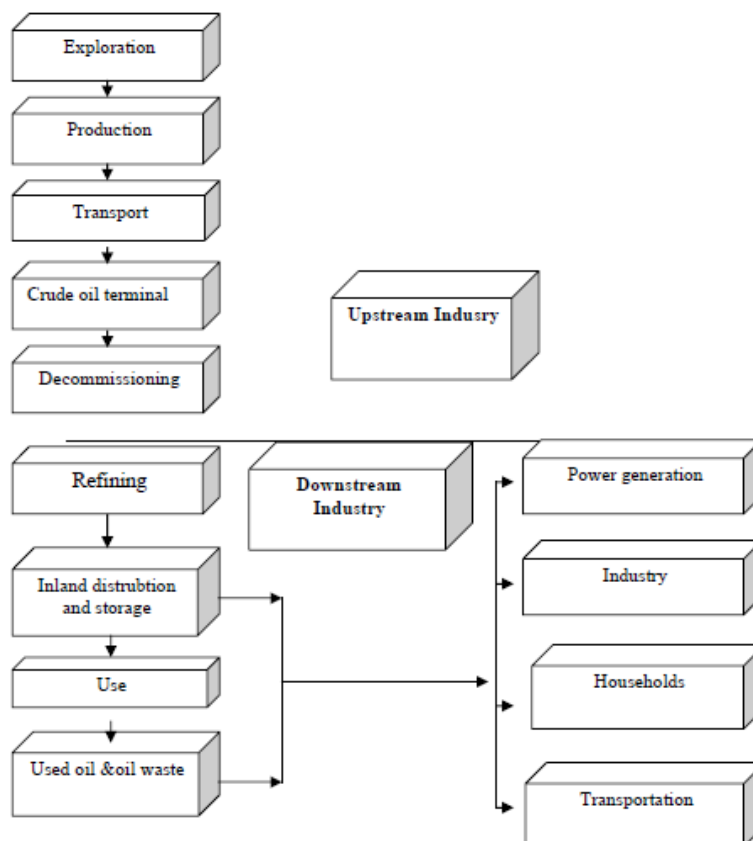 Exploration
Production
Transport
Crude oil terminal
Upstream Indusry
Decommissioning
Refining
Downstream
Industry
Power generation
Inland distrubtion
and storage
Industry
Use
Households
Used oil &oil waste
Transportation